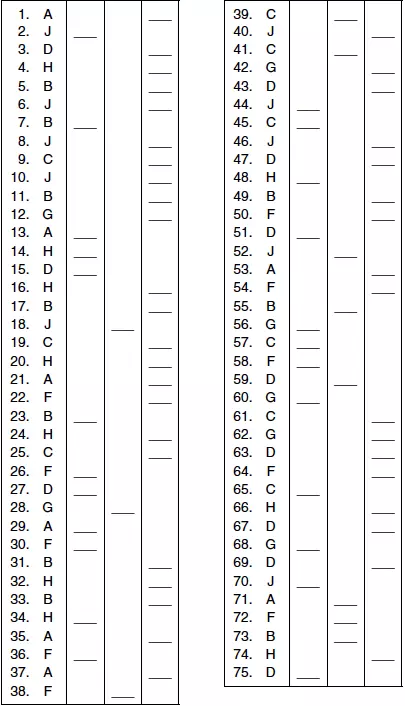 1. A
2. J
3. D
4. H
5. B
6. J
7. B
8. J
9. C
10. J
11. B
12. G
13. A
14. H
15. D
16. H
17. B
18. J
19. C
20. H
21. A
22. F
23. B
24. H
25. C
26. F
27. D
28. G
29. A
30. F
31. B
32. H
33. B
34. H
35. A
36. F
37. A
38. F
39. C
40. J
41. C
42. G
43. D
44. J
45. C
46. J
47. D
48. H
49. B
50. F
51. D
52. J
53. A
54. F
55. B
56. G
57. C
58. F
59. D
60. G
61. C
62. G
63. D
64. F
65. C
66. H
67. D
68. G
69. D
70. J
71. A
72. F
73. B
74. H
75. D